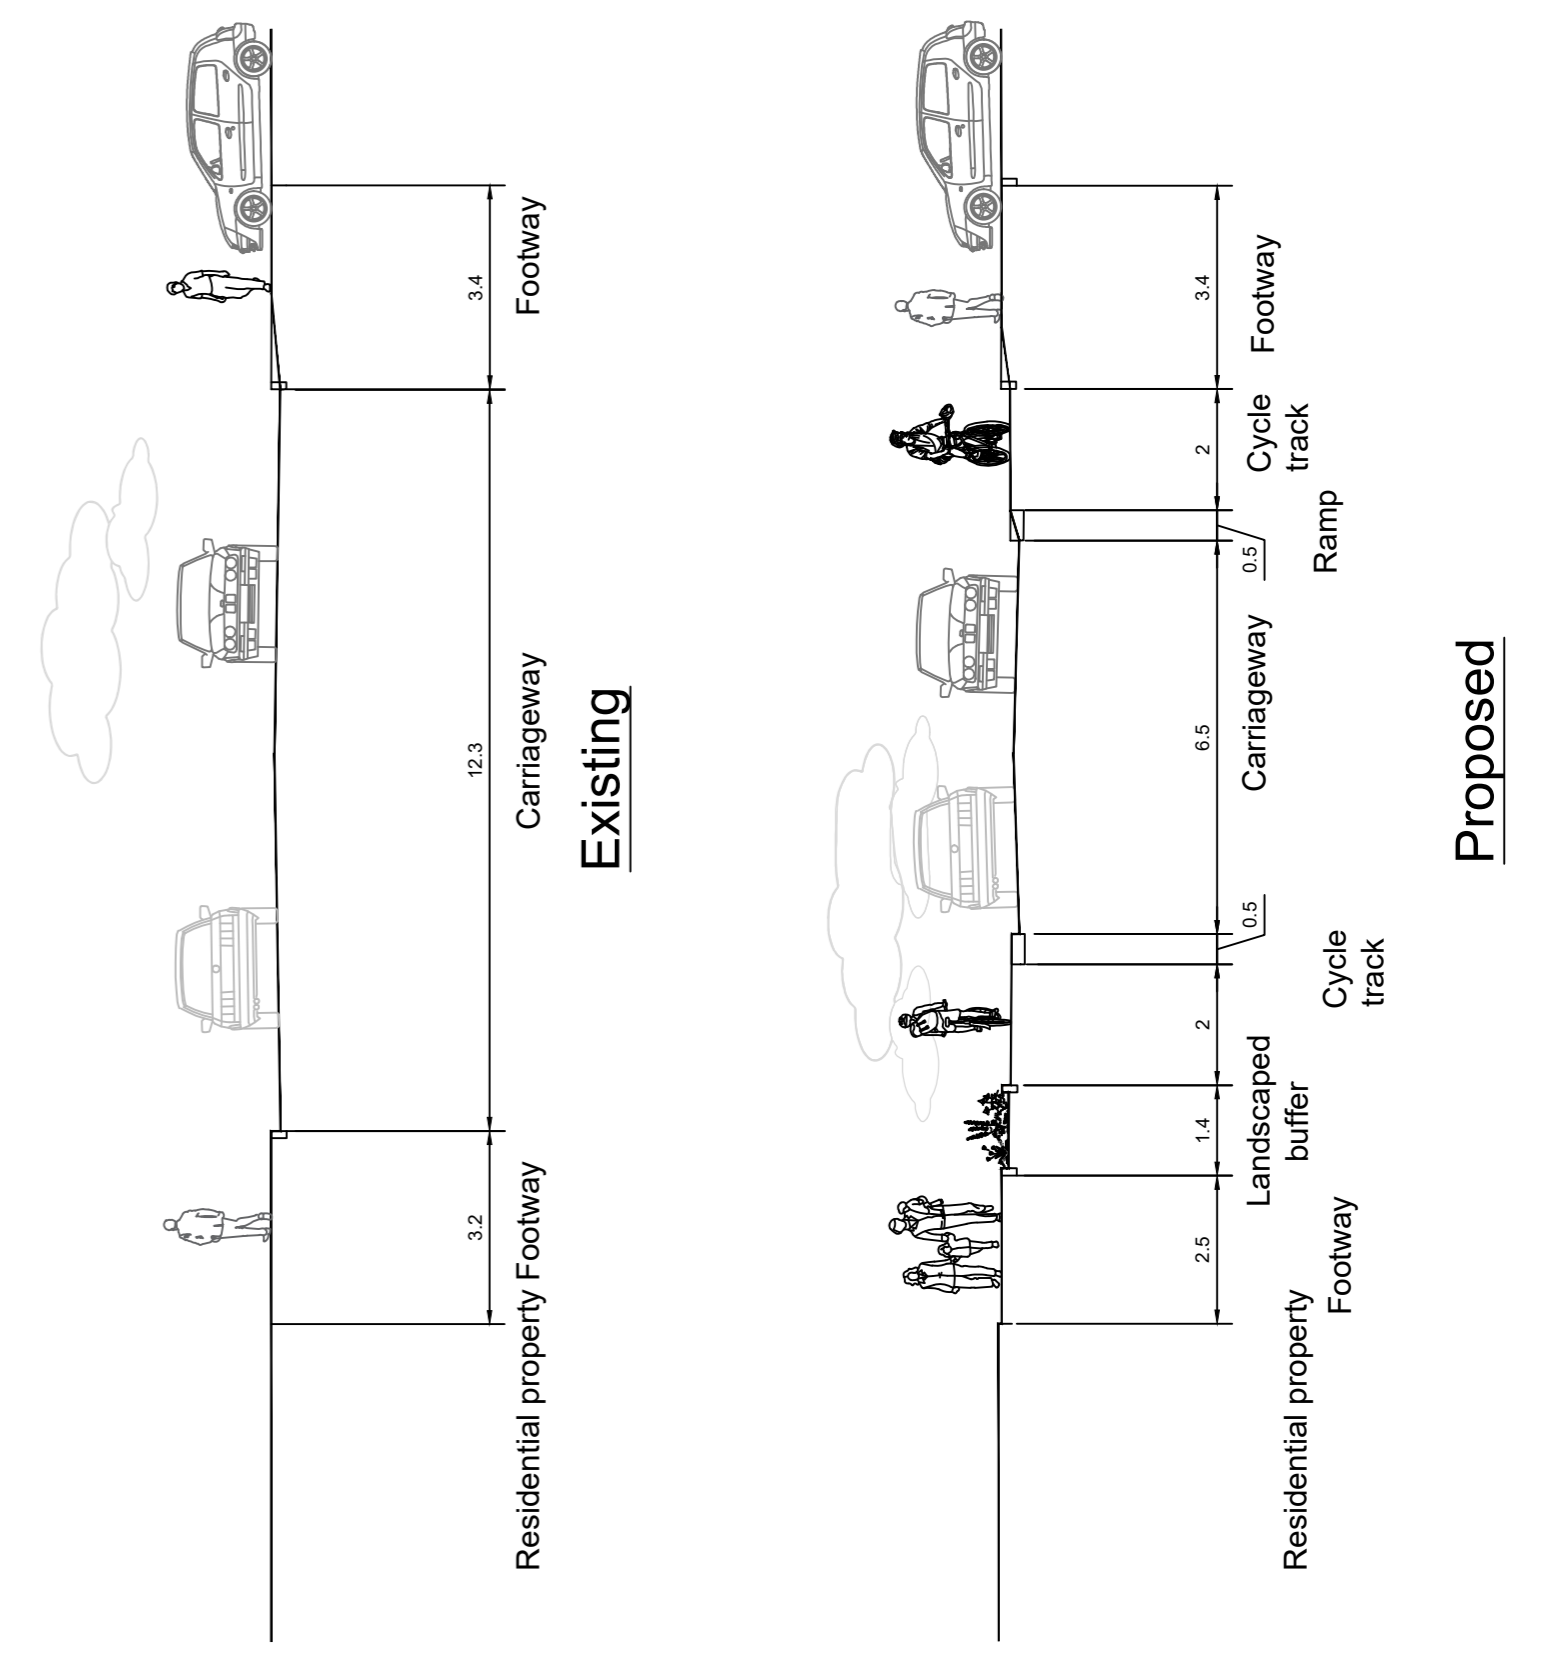 3.2
12.3
3.4
Residential property Footway
Carriageway
Footway
Existing
2.5
1.4
2
0.5
6.5
0.5
2
3.4
Residential property
Footway
Landscaped
buffer
Cycle
track
Carriageway
Ramp
Cycle
track
Footway
Proposed